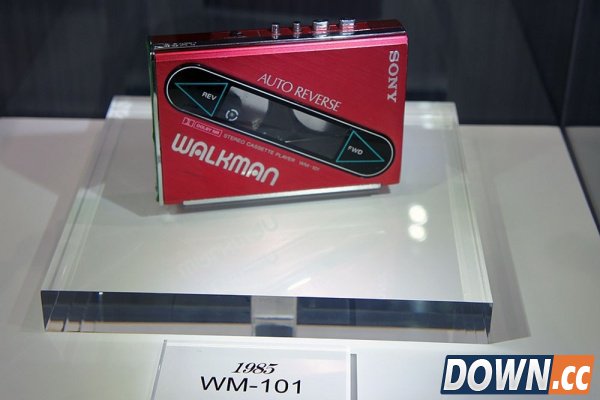 SONY
AUTO REVERSE
REV
FWD
DOLBY NR
STEREO CASSETTE PLAYER WM-101
WALKMAN
1985
WM-101
DOWN.cc